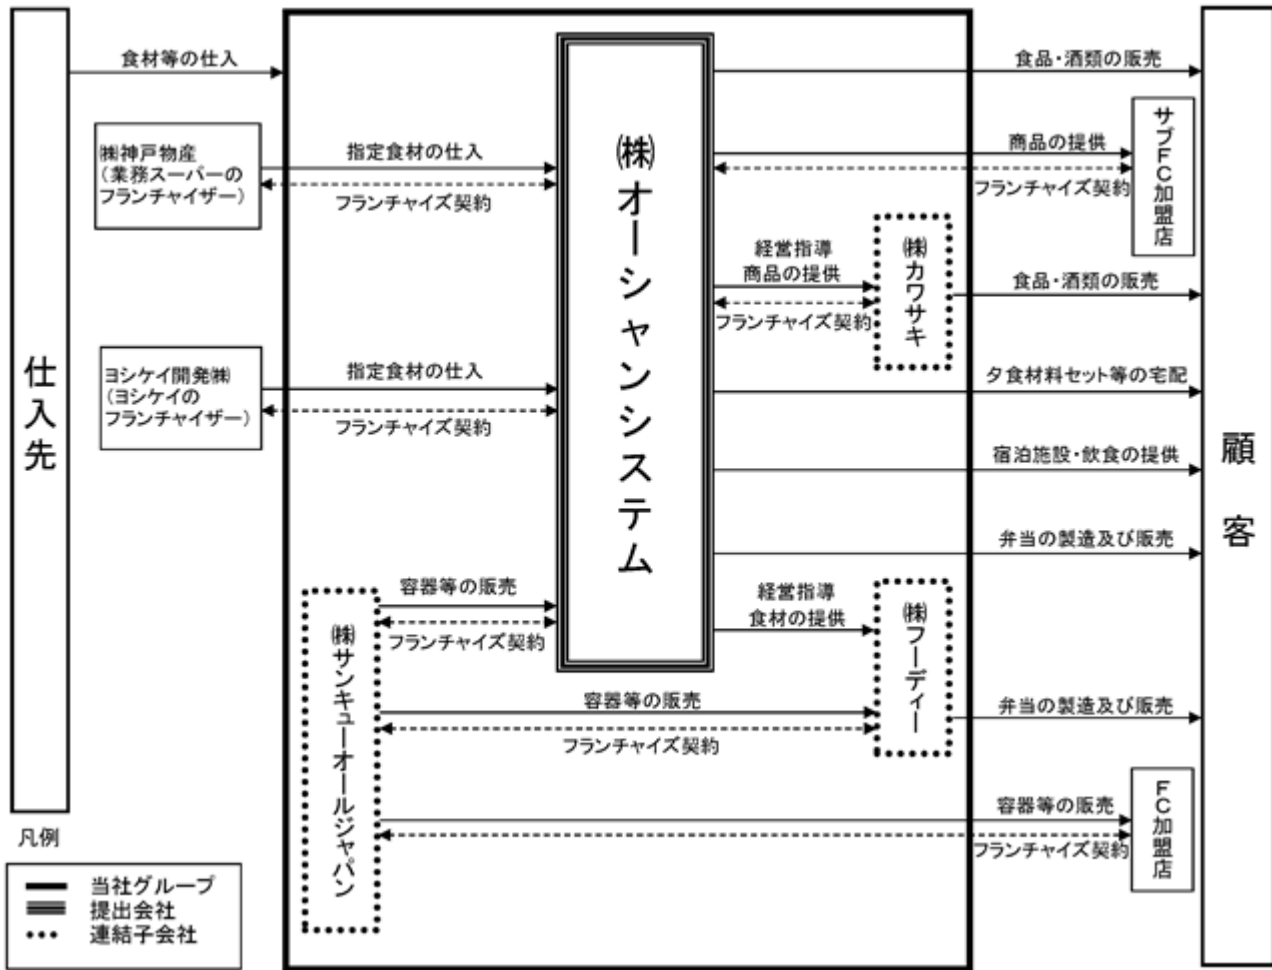 仕入先
食材等の仕入
㈱神戸物産
（業務スーパーの
フランチャイザー）
指定食材の仕入
フランチャイズ契約
ヨシケイ開発㈱
（ヨシケイの
フランチャイザー）
指定食材の仕入
フランチャイズ契約
㈱オーシャンシステム
食品・酒類の販売
商品の提供
フランチャイズ契約
サブFC加盟店
経営指導
商品の提供
フランチャイズ契約
㈱カワサキ
食品・酒類の販売
夕食材料セット等の宅配
宿泊施設・飲食の提供
弁当の製造及び販売
容器等の販売
フランチャイズ契約
㈱サンキューオールジャパン
経営指導
食材の提供
㈱フーディー
容器等の販売
フランチャイズ契約
弁当の製造及び販売
容器等の販売
フランチャイズ契約
FC加盟店
顧客
凡例
当社グループ
提出会社
連結子会社